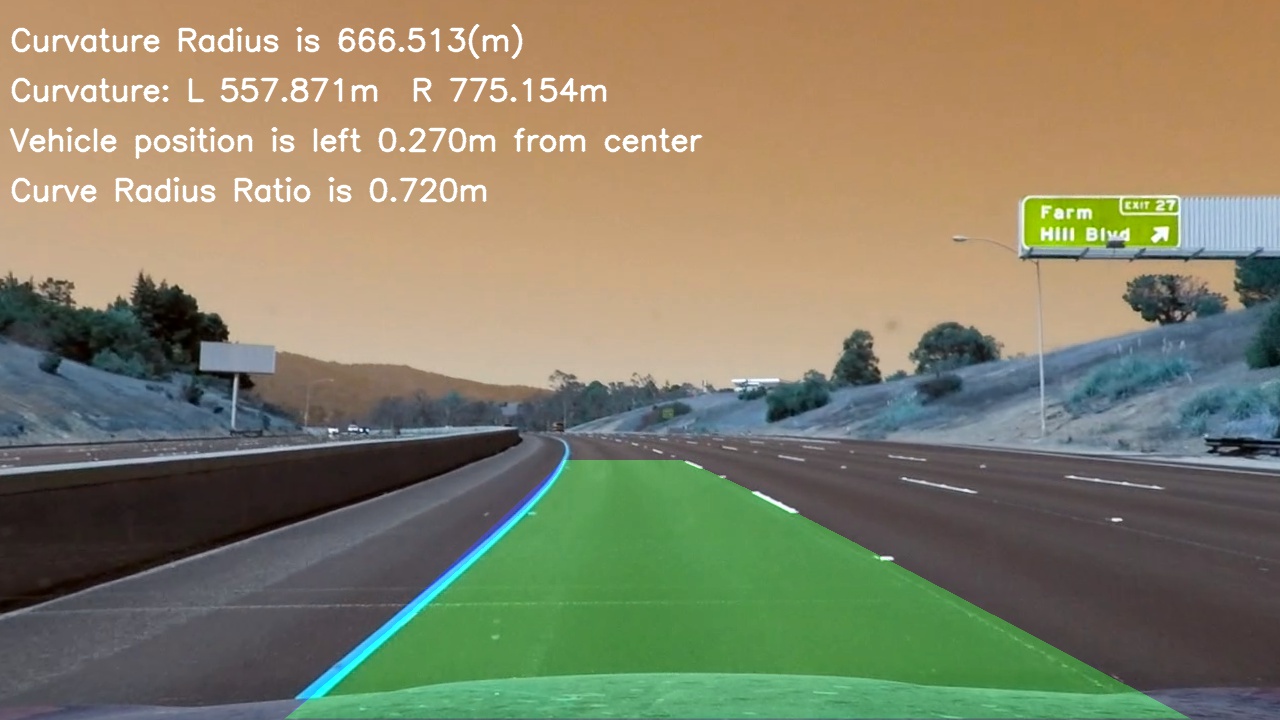 Curvature Radius is 666.513(m)
Curvature: L 557.871m R 775.154m
Vehicle position is left 0.270m from center
Curve Radius Ratio is 0.720m
EXIT 27
Farm
Hill Blvd